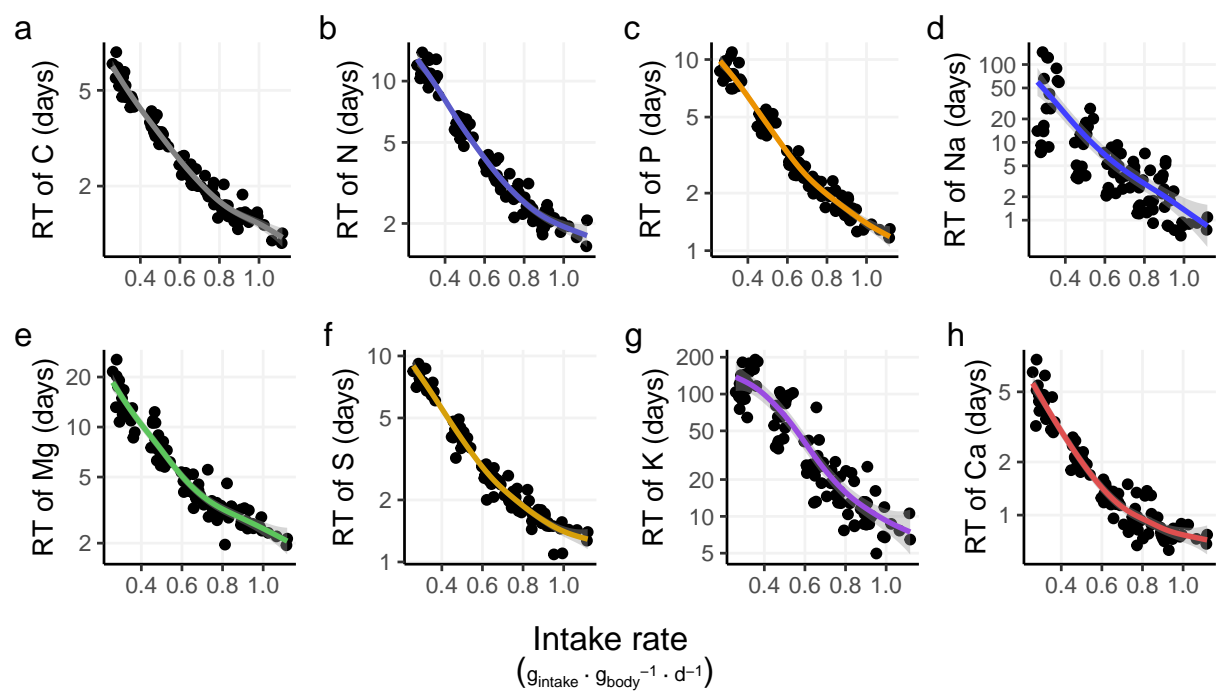 a
RT of C (days)
5
2
0.4 0.6 0.8 1.0
b
RT of N (days)
10
5
2
0.4 0.6 0.8 1.0
c
RT of P (days)
10
5
2
1
0.4 0.6 0.8 1.0
d
RT of Na (days)
100
50
20
10
5
2
1
0.4 0.6 0.8 1.0
e
RT of Mg (days)
20
10
5
2
0.4 0.6 0.8 1.0
f
RT of S (days)
10
5
2
1
0.4 0.6 0.8 1.0
g
RT of K (days)
200
100
50
20
10
5
0.4 0.6 0.8 1.0
h
RT of Ca (days)
5
2
1
0.4 0.6 0.8 1.0
Intake rate
(g_intake · g_body⁻¹ · d⁻¹)